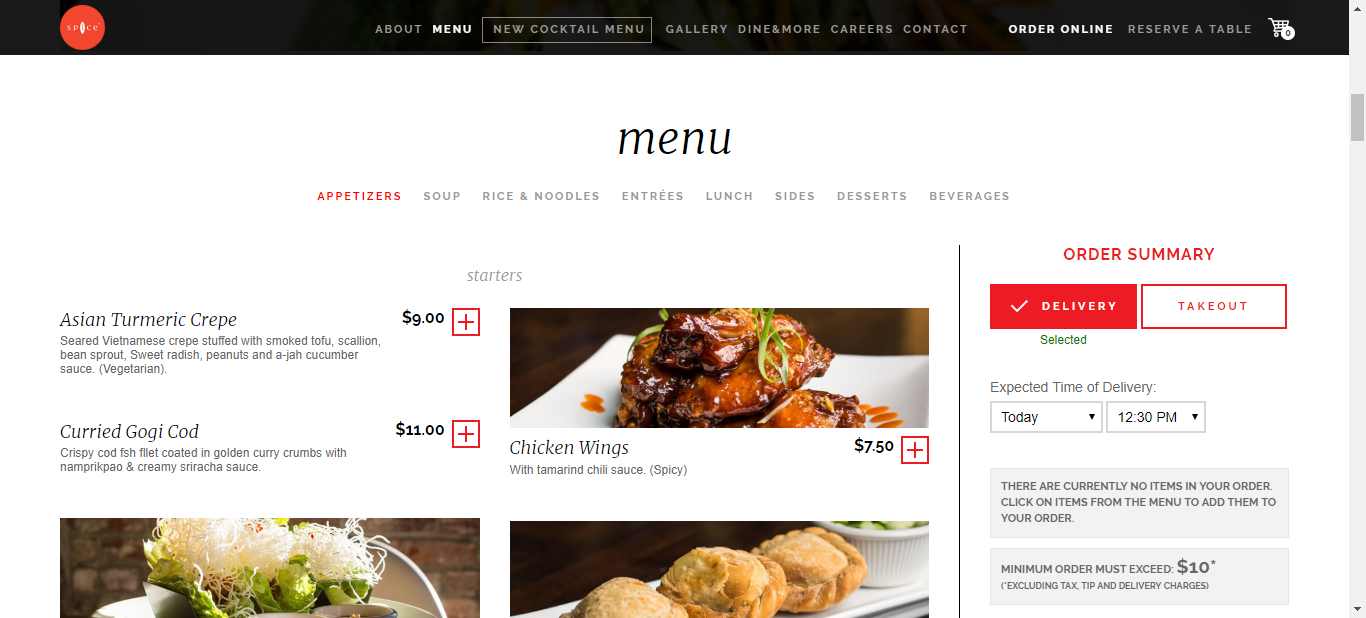 spice
ABOUT MENU NEW COCKTAIL MENU GALLERY DINE&MORE CAREERS CONTACT ORDER ONLINE RESERVE A TABLE 0
menu
APPETIZERS SOUP RICE & NOODLES ENTRÉES LUNCH SIDES DESSERTS BEVERAGES
starters
Asian Turmeric Crepe $9.00
Seared Vietnamese crepe stuffed with smoked tofu, scallion,
bean sprout, Sweet radish, peanuts and a-jah cucumber
sauce. (Vegetarian).
Curried Gogi Cod $11.00
Crispy cod fsh fllet coated in golden curry crumbs with
namprikpao & creamy sriracha sauce.
Chicken Wings $7.50
With tamarind chili sauce. (Spicy)
ORDER SUMMARY
DELIVERY TAKEOUT
Selected
Expected Time of Delivery:
Today 12:30 PM
THERE ARE CURRENTLY NO ITEMS IN YOUR ORDER.
CLICK ON ITEMS FROM THE MENU TO ADD THEM TO
YOUR ORDER.
MINIMUM ORDER MUST EXCEED: $10*
(*EXCLUDING TAX, TIP AND DELIVERY CHARGES)